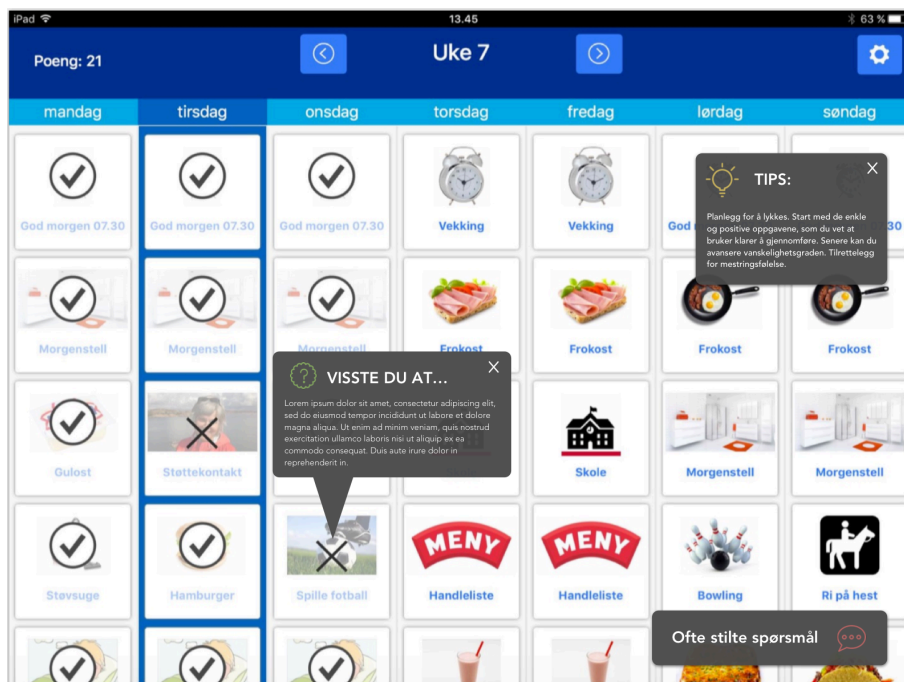 iPad
13.45
63 %
Poeng: 21
Uke 7
mandag
tirsdag
onsdag
torsdag
fredag
lørdag
søndag
God morgen 07.30
God morgen 07.30
God morgen 07.30
Vekking
Vekking
God
30
TIPS:
X
Planlegg for å lykkes. Start med de enkle
og positive oppgavene, som du vet at
bruker klarer å gjennomføre. Senere kan du
avansere vanskelighetsgraden. Tilrettelegg
for mestringsfølelse.
Morgenstell
Morgenstell
Morgenstell
Frokost
Frokost
Frokost
Frokost
VISSTE DU AT...
X
Lorem ipsum dolor sit amet, consectetur adipiscing elit,
sed do eiusmod tempor incididunt ut labore et dolore
magna aliqua. Ut enim ad minim veniam, quis nostrud
exercitation ullamco laboris nisi ut aliquip ex ea
commodo consequat. Duis aute irure dolor in
reprehenderit in.
Gulost
Støttekontakt
Skole
Morgenstell
Morgenstell
MENY
MENY
Støvsuge
Hamburger
Spille fotball
Handleliste
Handleliste
Bowling
Ri på hest
Ofte stilte spørsmål